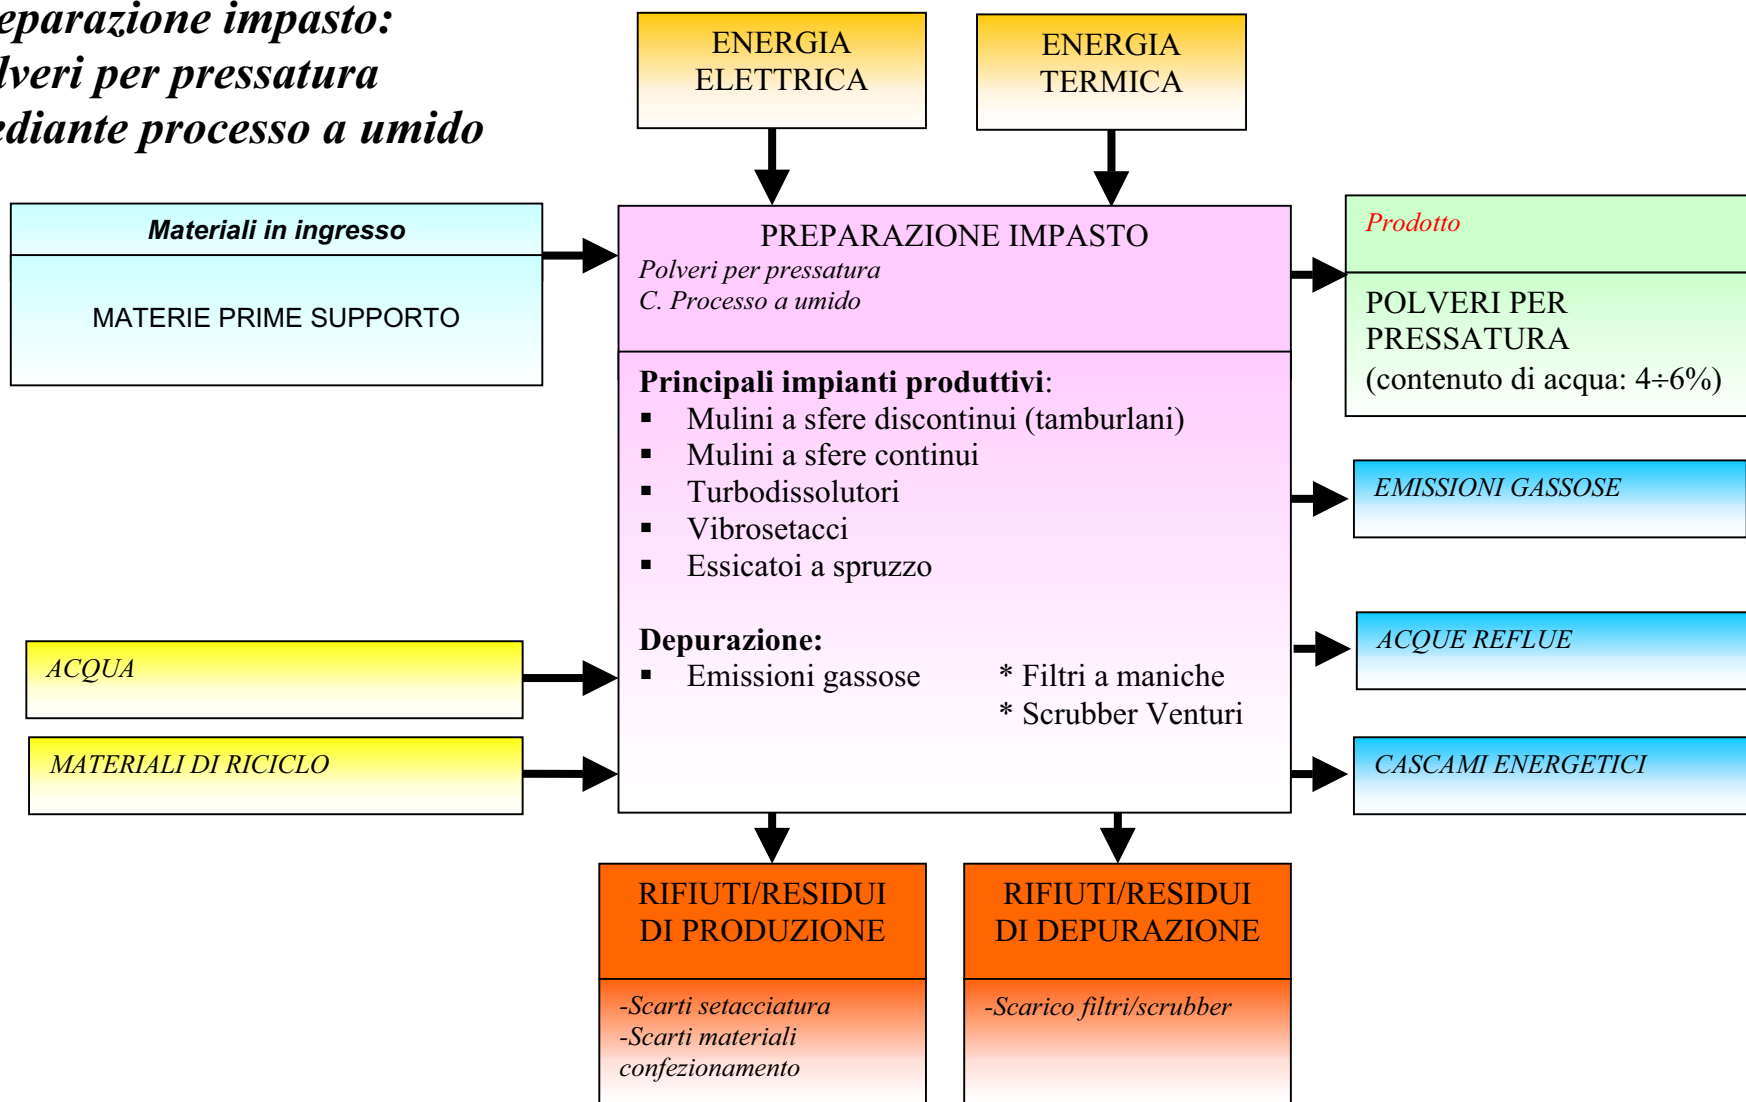 eparazione impasto:
lveri per pressatura
ediante processo a umido
ENERGIA
ELETTRICA
ENERGIA
TERMICA
Materiali in ingresso
MATERIE PRIME SUPPORTO
PREPARAZIONE IMPASTO
Polveri per pressatura
C. Processo a umido
Prodotto
POLVERI PER
PRESSATURA
(contenuto di acqua: 4÷6%)
Principali impianti produttivi:
▪ Mulini a sfere discontinui (tamburlani)
▪ Mulini a sfere continui
▪ Turbodissolutori
▪ Vibrosetacci
▪ Essicatoi a spruzzo
Depurazione:
▪ Emissioni gassose * Filtri a maniche
* Scrubber Venturi
EMISSIONI GASSOSE
ACQUE REFLUE
CASCAMI ENERGETICI
ACQUA
MATERIALI DI RICICLO
RIFIUTI/RESIDUI
DI PRODUZIONE
-Scarti setacciatura
-Scarti materiali
confezionamento
RIFIUTI/RESIDUI
DI DEPURAZIONE
-Scarico filtri/scrubber